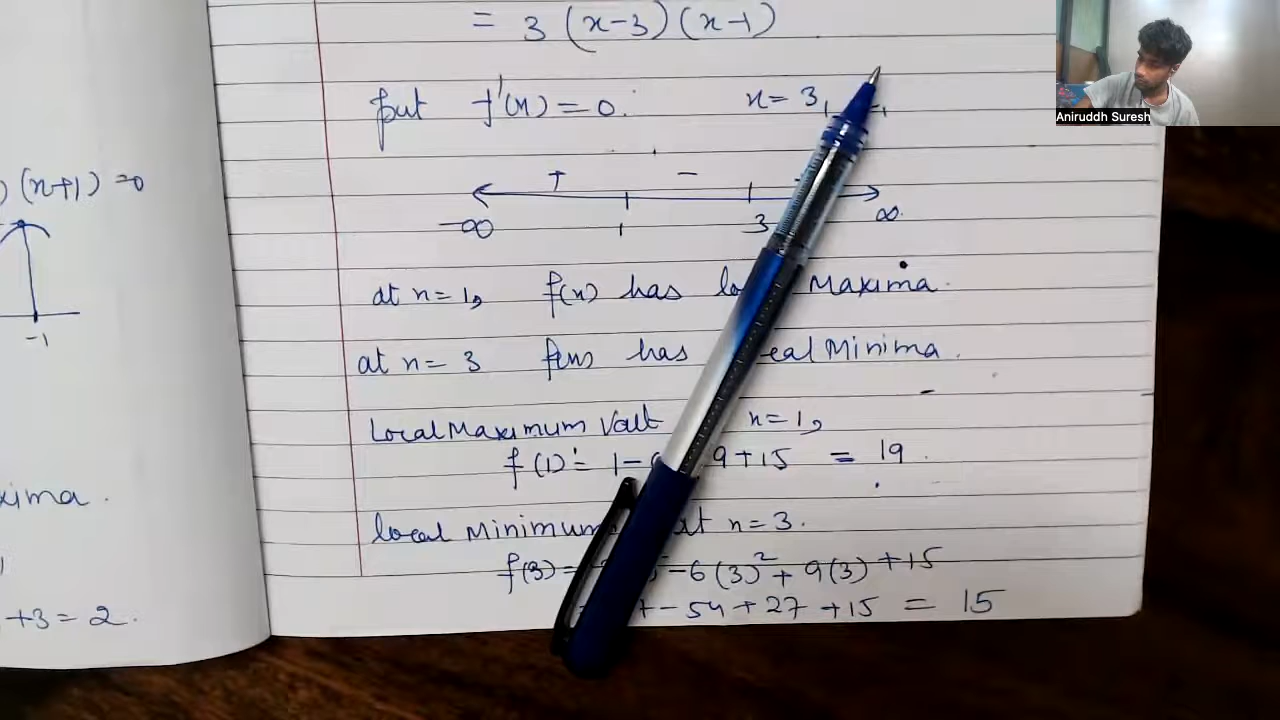 = 3 (x-3)(x-1)
put f'(x) = 0. x = 3,
+ -
-∞ 1 3 ∞
at x = 1, f(x) has Maxima.
at x = 3 f(x) has Minima.
Local Maximum x = 1,
f(1) = 1- 9+15 = 19.
local Minimum at x = 3.
f(3) = -6(3)² + 9(3) +15
- 54 + 27 + 15 = 15
(x+1) = 0
-1
+3 = 2.
Aniruddh Suresh